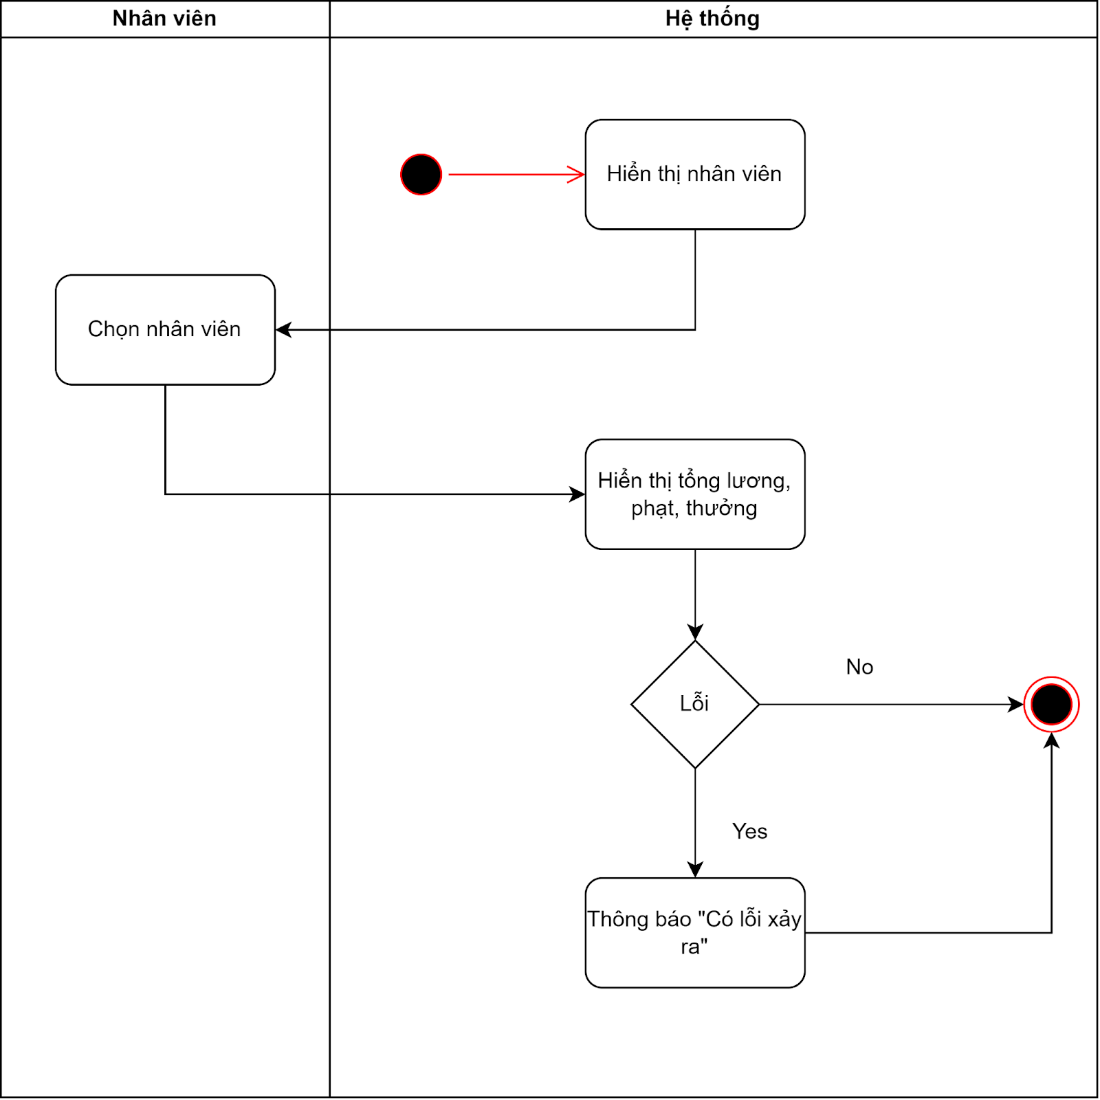 Nhân viên
Hệ thống
Hiển thị nhân viên
Chọn nhân viên
Hiển thị tổng lương,
phạt, thưởng
Lỗi
No
Yes
Thông báo "Có lỗi xảy
ra"